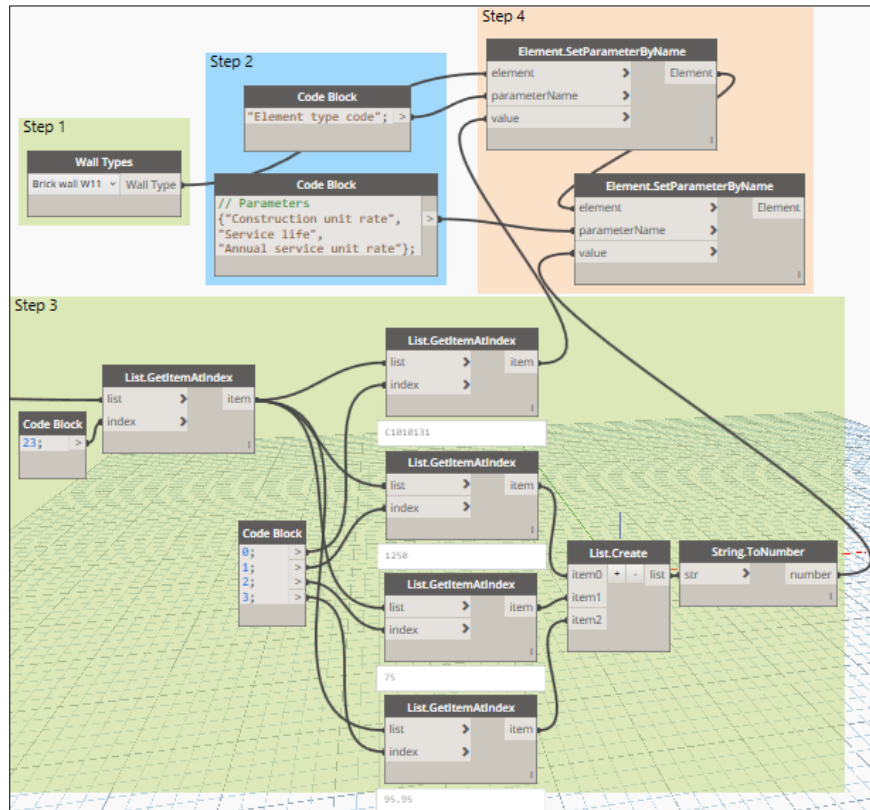 Step 1
Wall Types
Brick wall W11 Wall Type
Step 2
Code Block
"Element type code"; >
Code Block
// Parameters
{"Construction unit rate", >
"Service life",
"Annual service unit rate"};
Step 4
Element.SetParameterByName
element > Element
parameterName >
value >
Element.SetParameterByName
element > Element
parameterName >
value >
Step 3
List.GetItemAtIndex
list > item
index >
Code Block
23; >
List.GetItemAtIndex
list > item
index >
C1010131
List.GetItemAtIndex
list > item
index >
1250
Code Block
0; >
1; >
2; >
3; >
List.GetItemAtIndex
list > item
index >
75
List.GetItemAtIndex
list > item
index >
95.95
List.Create
item0 + - list
item1
item2
String.ToNumber
str > number